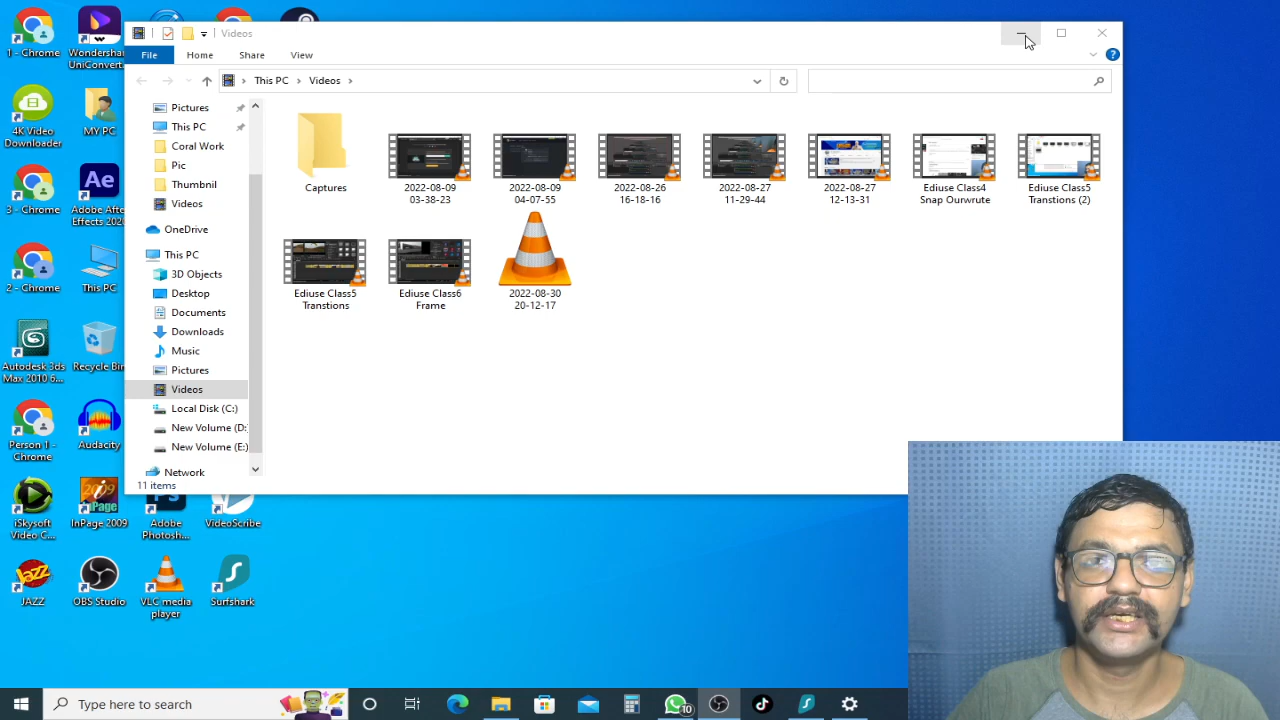 1 - Chrome
Wondershare
UniConvert...
4K Video
Downloader
MY PC
3 - Chrome
Adobe After
Effects 202
2 - Chrome
This PC
Autodesk 3ds
Max 2010 6...
Recycle Bin
Person 1 -
Chrome
Audacity
iSkysoft
Video C...
InPage 2009
Adobe
Photosh...
VideoScribe
JAZZ
OBS Studio
VLC media
player
Surfshark
Videos
File
Home
Share
View
This PC
Videos
Pictures
This PC
Coral Work
Pic
Thumbnil
Videos
OneDrive
This PC
3D Objects
Desktop
Documents
Downloads
Music
Pictures
Videos
Local Disk (C:)
New Volume (D:
New Volume (E:)
Network
11 items
Captures
2022-08-09
03-38-23
2022-08-09
04-07-55
2022-08-26
16-18-16
2022-08-27
11-29-44
2022-08-27
12-13-31
Ediuse Class4
Snap Ourwrute
Ediuse Class5
Transtions (2)
Ediuse Class5
Transtions
Ediuse Class6
Frame
2022-08-30
20-12-17
Type here to search
10